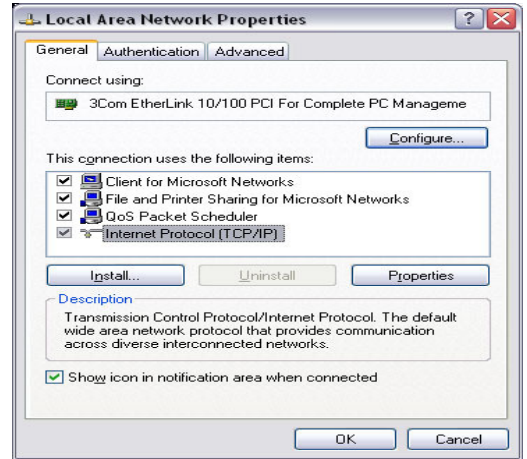 Local Area Network Properties
General Authentication Advanced
Connect using:
3Com EtherLink 10/100 PCI For Complete PC Manageme
Configure...
This connection uses the following items:
Client for Microsoft Networks
File and Printer Sharing for Microsoft Networks
QoS Packet Scheduler
Internet Protocol (TCP/IP)
Install... Uninstall Properties
Description
Transmission Control Protocol/Internet Protocol. The default
wide area network protocol that provides communication
across diverse interconnected networks.
Show icon in notification area when connected
OK Cancel